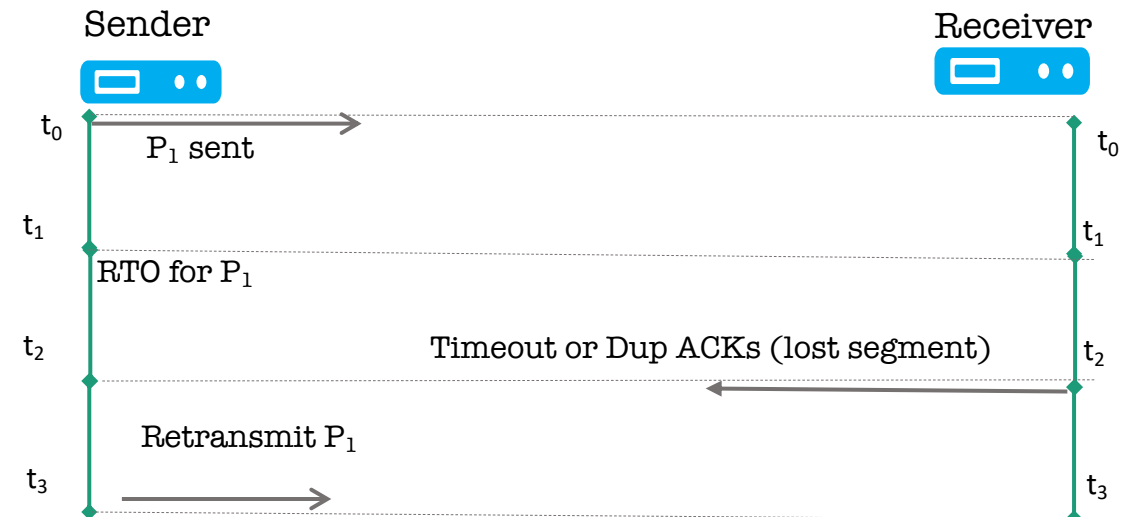 Sender
Receiver
t₀
P₁ sent
t₀
t₁
t₁
RTO for P₁
t₂
Timeout or Dup ACKs (lost segment)
t₂
Retransmit P₁
t₃
t₃